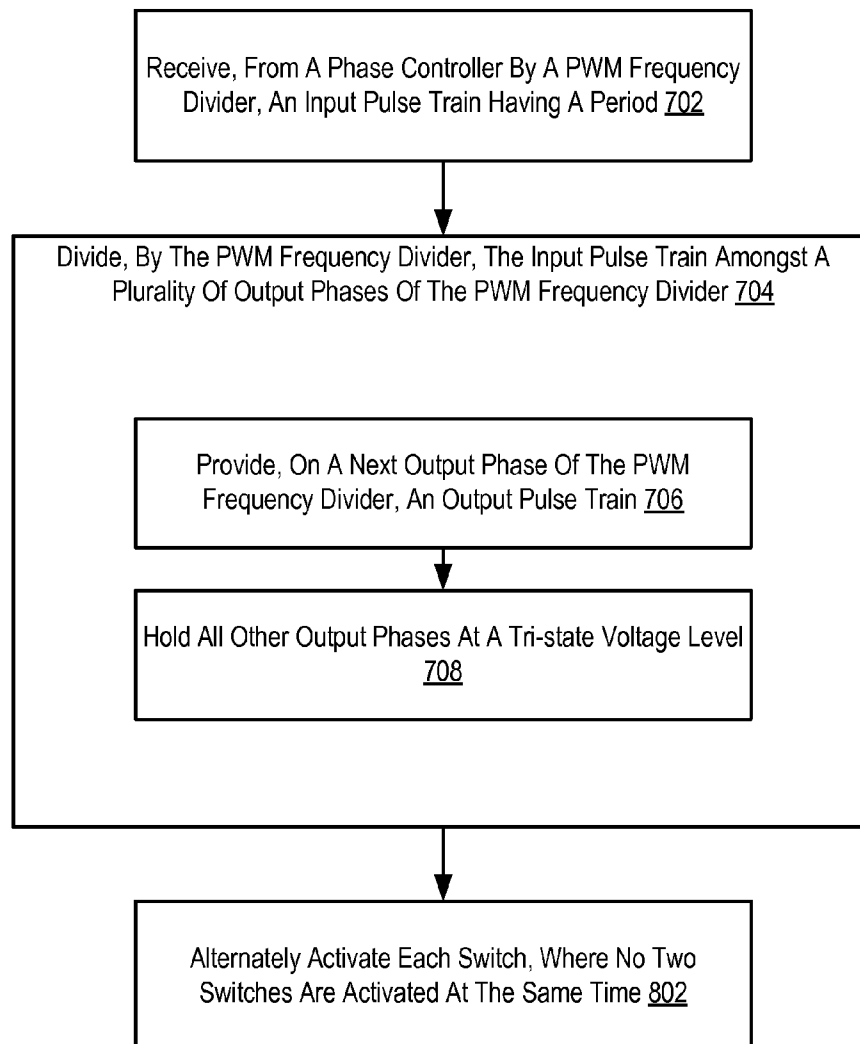 Receive, From A Phase Controller By A PWM Frequency
Divider, An Input Pulse Train Having A Period 702
Divide, By The PWM Frequency Divider, The Input Pulse Train Amongst A
Plurality Of Output Phases Of The PWM Frequency Divider 704
Provide, On A Next Output Phase Of The PWM
Frequency Divider, An Output Pulse Train 706
Hold All Other Output Phases At A Tri-state Voltage Level
708
Alternately Activate Each Switch, Where No Two
Switches Are Activated At The Same Time 802